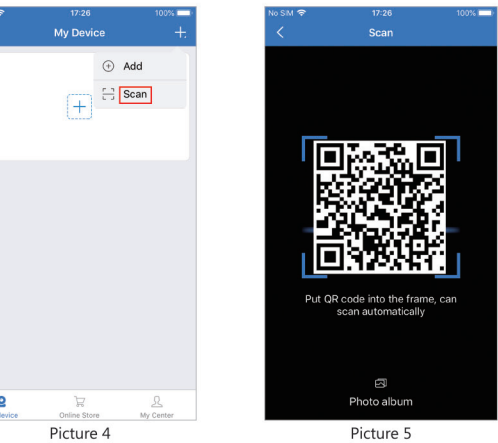 17:26
100%
My Device
Add
Scan
Device
Online Store
My Center
Picture 4
No SIM
17:26
100%
Scan
Put QR code into the frame, can
scan automatically
Photo album
Picture 5